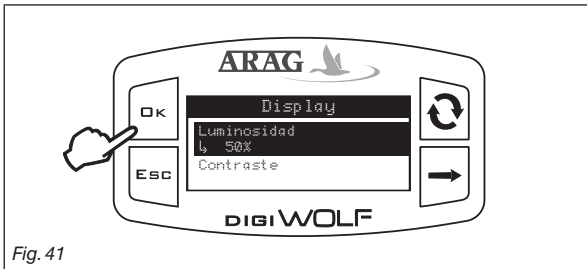 ARAG
OK
Display
Luminosidad
↳ 50%
Contraste
ESC
DIGIWOLF
Fig. 41